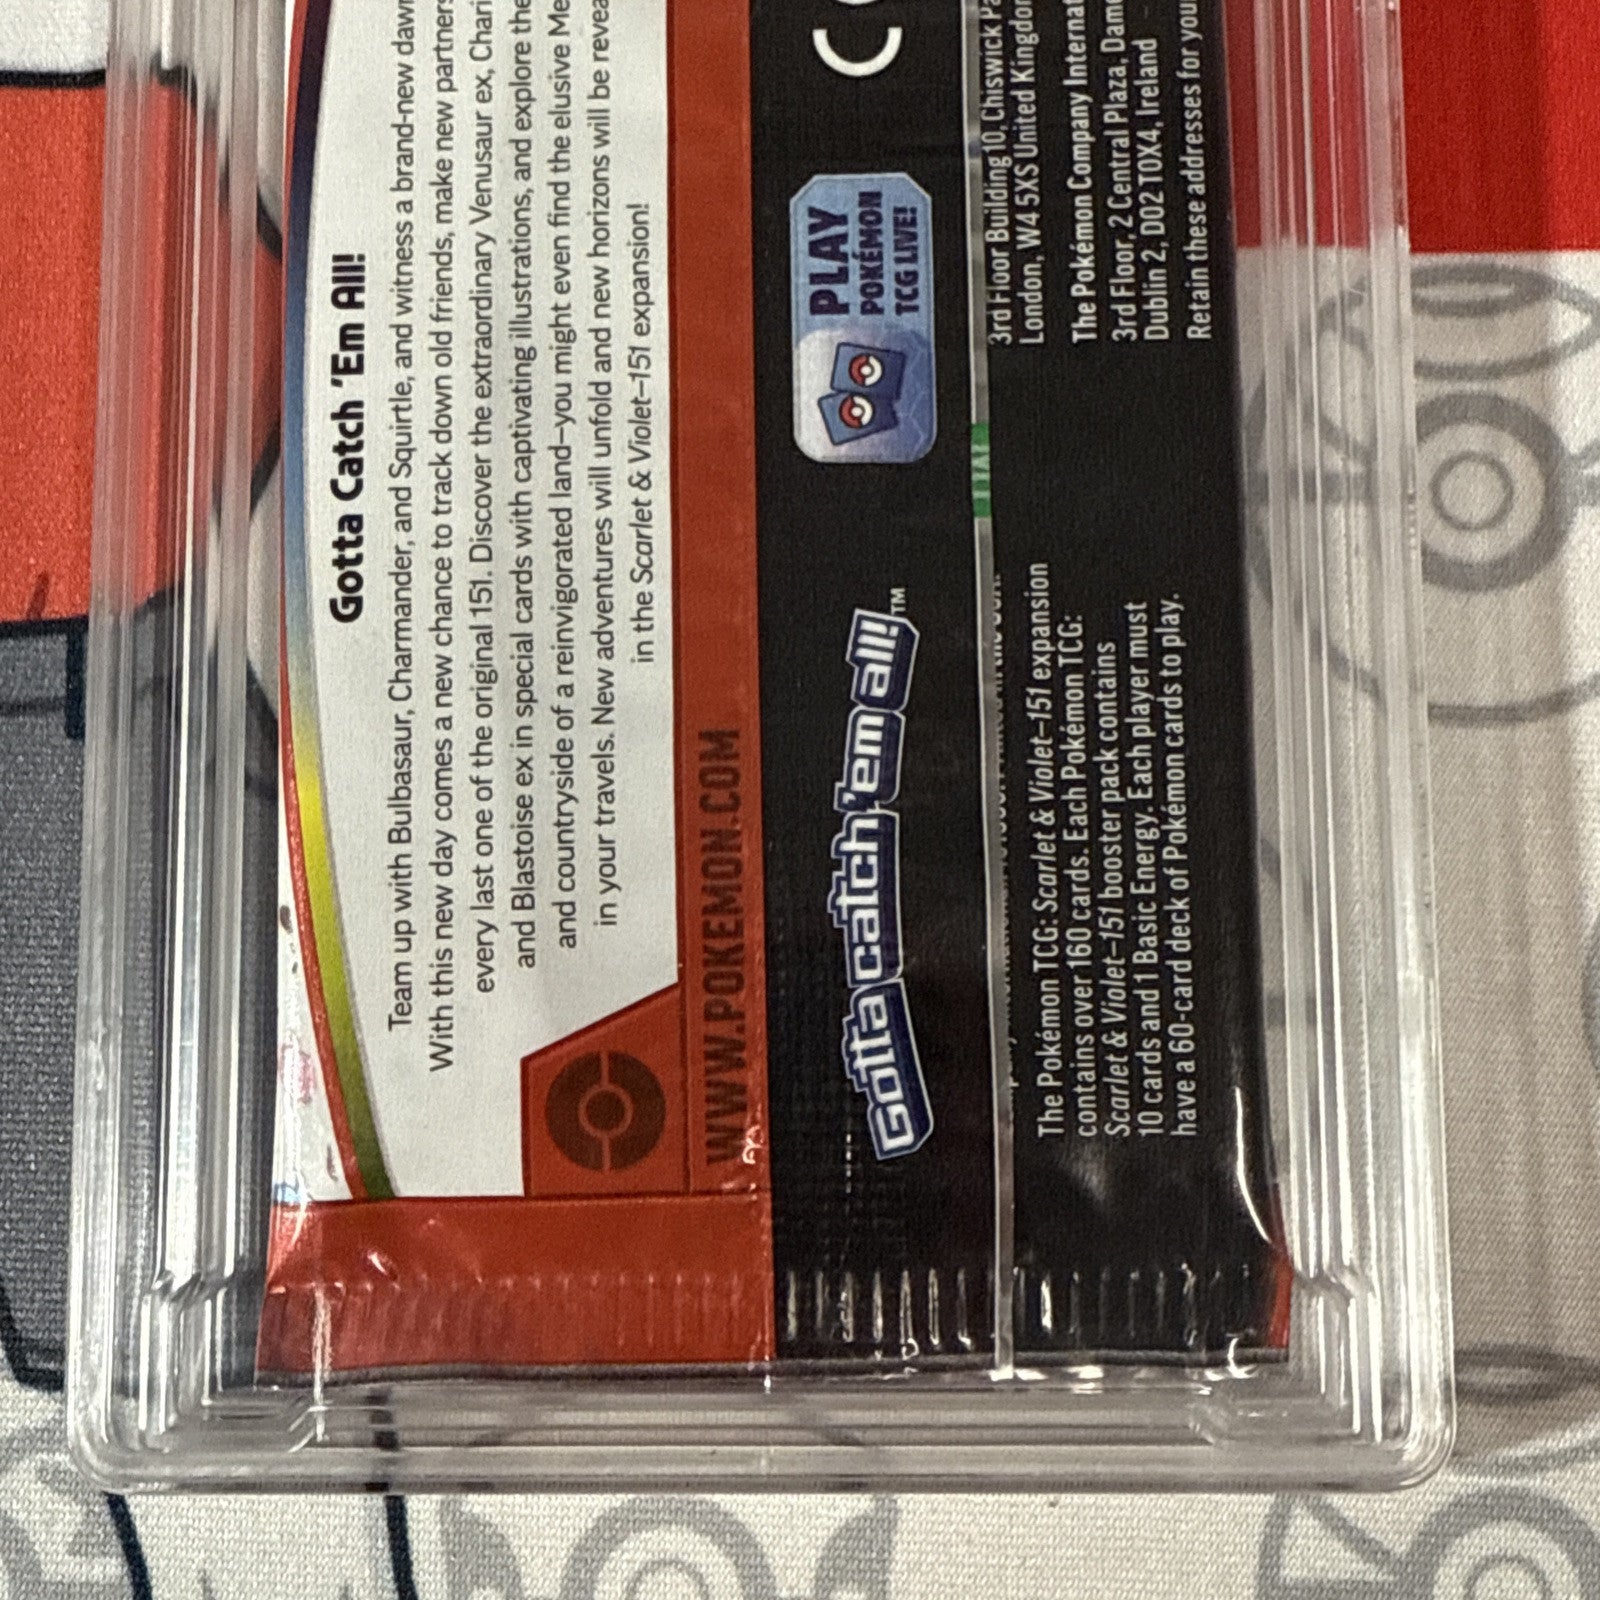 Gotta Catch 'Em All!
Team up with Bulbasaur, Charmander, and Squirtle, and witness a brand-new dawn
With this new day comes a new chance to track down old friends, make new partners
every last one of the original 151. Discover the extraordinary Venusaur ex,
and Blastoise ex in special cards with captivating illustrations, and explore the
and countryside of a reinvigorated land—you might even find the elusive
in your travels. New adventures will unfold and new horizons will be
in the Scarlet & Violet—151 expansion!
WWW.POKEMON.COM
PLAY
POKÉMON
TCG LIVE!
Gotta catch 'em all!™
3rd Floor Building 10, Chiswick
London, W4 5XS United Kingdom
The Pokémon Company
3rd Floor, 2 Central Plaza,
Dublin 2, D02 T0X4, Ireland
Retain these addresses for your
The Pokémon TCG: Scarlet & Violet—151 expansion
contains over 160 cards. Each Pokémon TCG:
Scarlet & Violet—151 booster pack contains
10 cards and 1 Basic Energy. Each player must
have a 60-card deck of Pokémon cards to play.